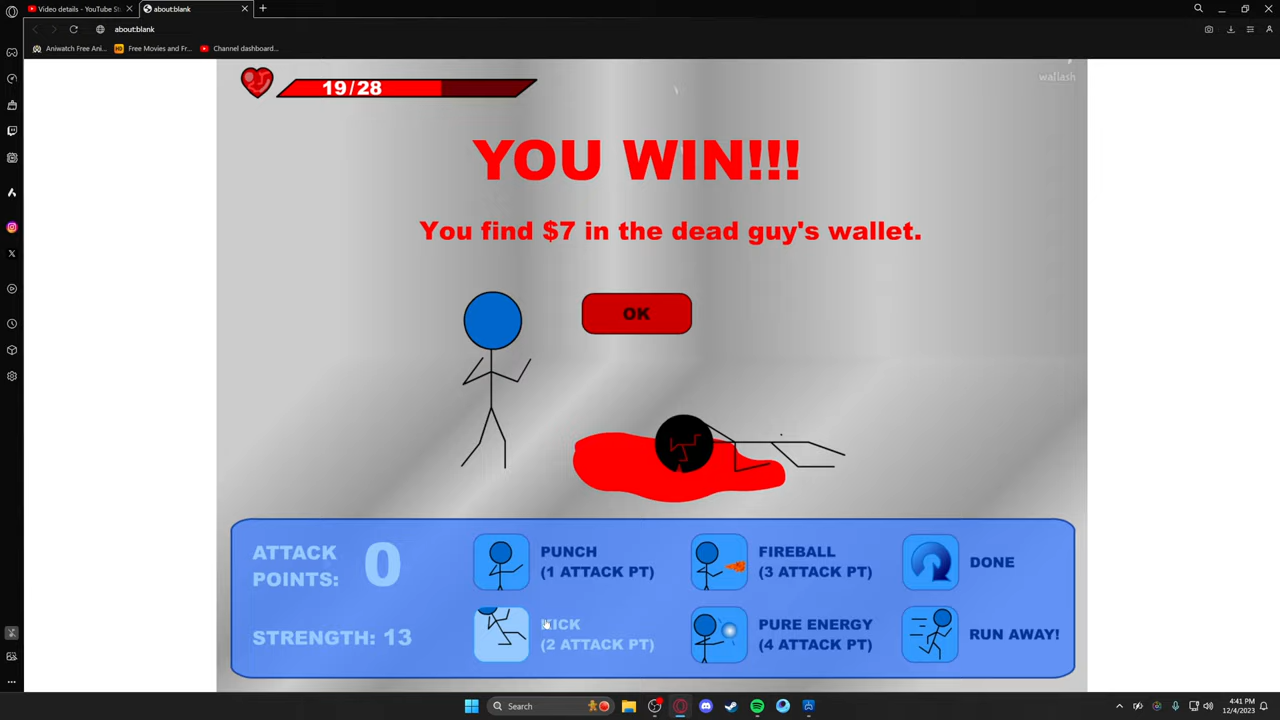 Video details - YouTube St
about:blank
about:blank
Aniwatch Free Ani...
Free Movies and Fr...
Channel dashboard...
19/28
wallash
YOU WIN!!!
You find $7 in the dead guy's wallet.
OK
ATTACK
POINTS:
0
STRENGTH: 13
PUNCH
(1 ATTACK PT)
KICK
(2 ATTACK PT)
FIREBALL
(3 ATTACK PT)
PURE ENERGY
(4 ATTACK PT)
DONE
RUN AWAY!
Search
4:41 PM
12/4/2023